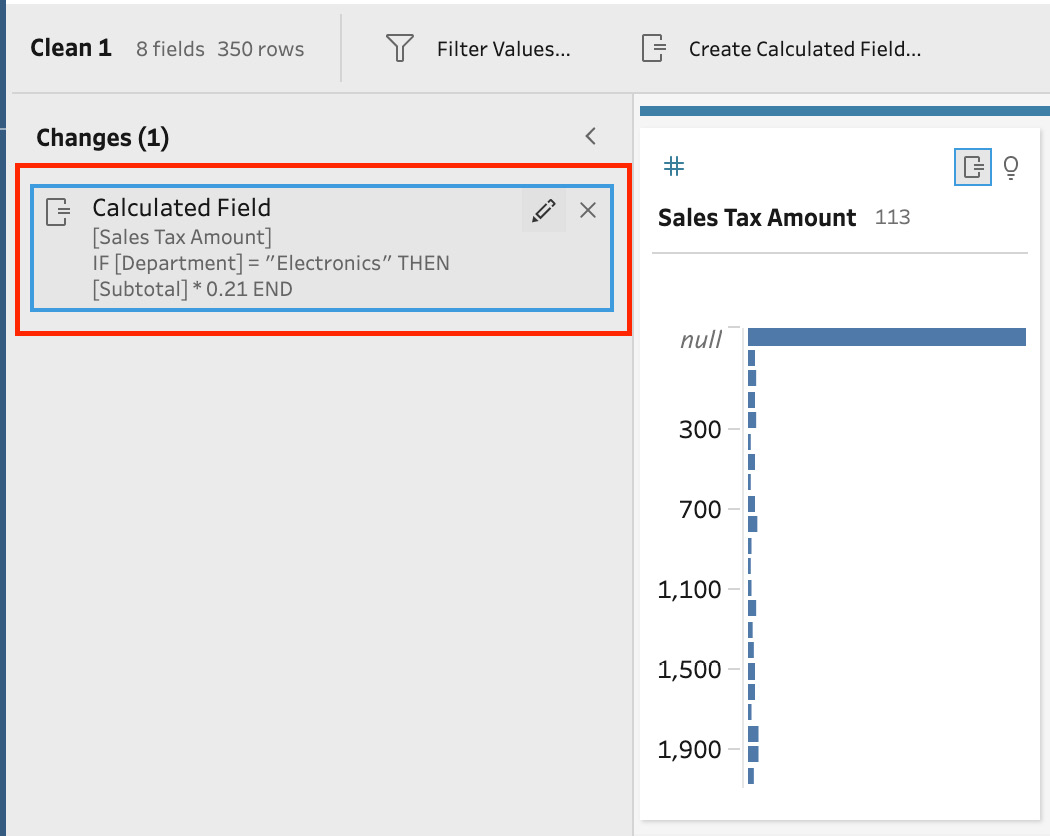 Clean 1 8 fields 350 rows Filter Values... Create Calculated Field...
Changes (1)
Calculated Field
[Sales Tax Amount]
IF [Department] = ”Electronics” THEN
[Subtotal] * 0.21 END
#
Sales Tax Amount 113
null
300
700
1,100
1,500
1,900